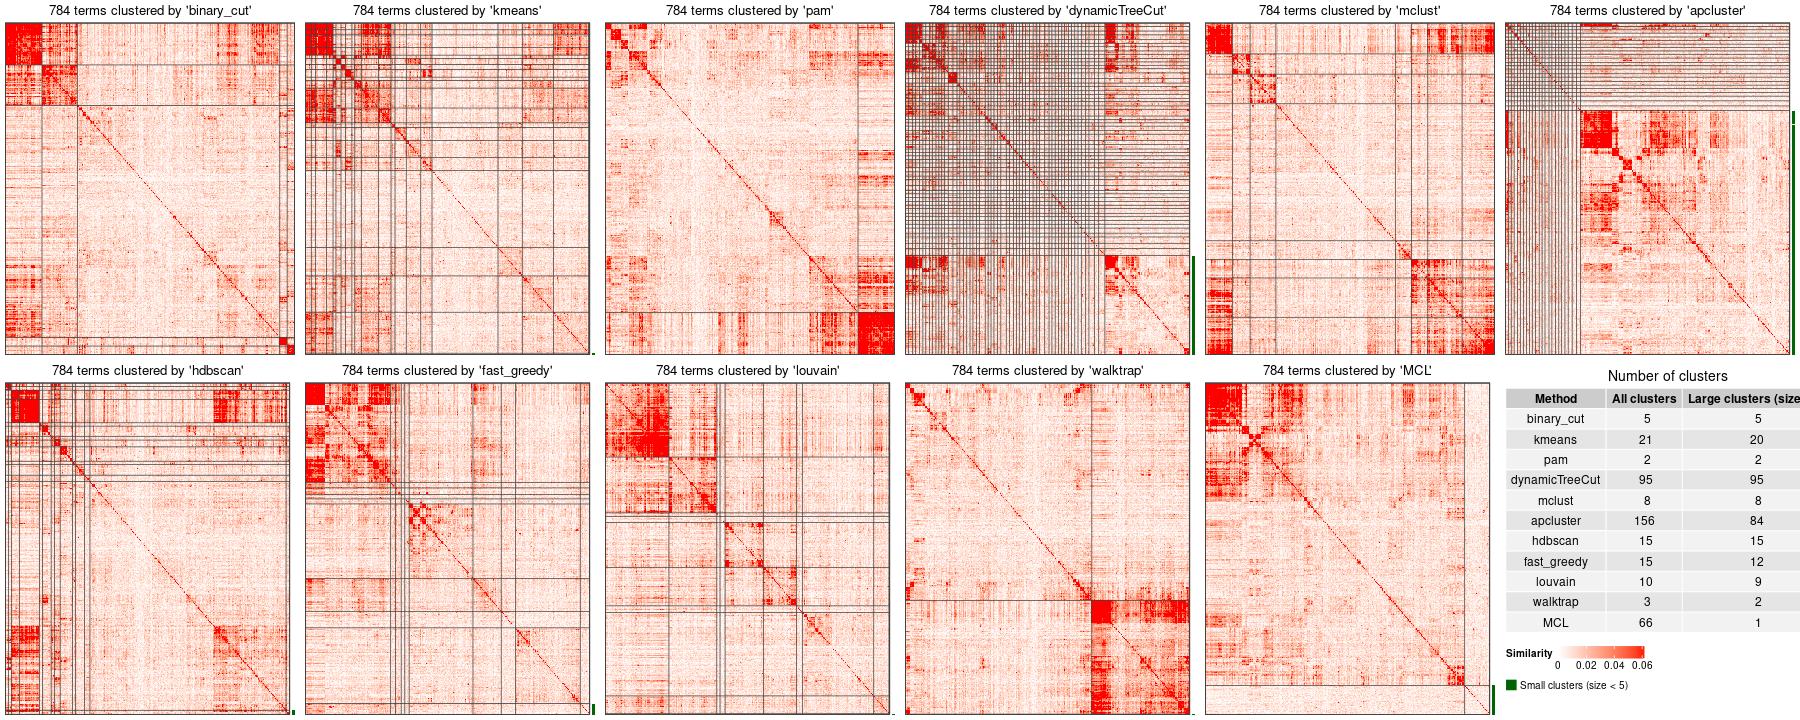 784 terms clustered by 'binary_cut'
784 terms clustered by 'kmeans'
784 terms clustered by 'pam'
784 terms clustered by 'dynamicTreeCut'
784 terms clustered by 'mclust'
784 terms clustered by 'apcluster'
784 terms clustered by 'hdbscan'
784 terms clustered by 'fast_greedy'
784 terms clustered by 'louvain'
784 terms clustered by 'walktrap'
784 terms clustered by 'MCL'
Number of clusters
Method All clusters Large clusters (size
binary_cut 5 5
kmeans 21 20
pam 2 2
dynamicTreeCut 95 95
mclust 8 8
apcluster 156 84
hdbscan 15 15
fast_greedy 15 12
louvain 10 9
walktrap 3 2
MCL 66 1
Similarity
0 0.02 0.04 0.06
Small clusters (size < 5)